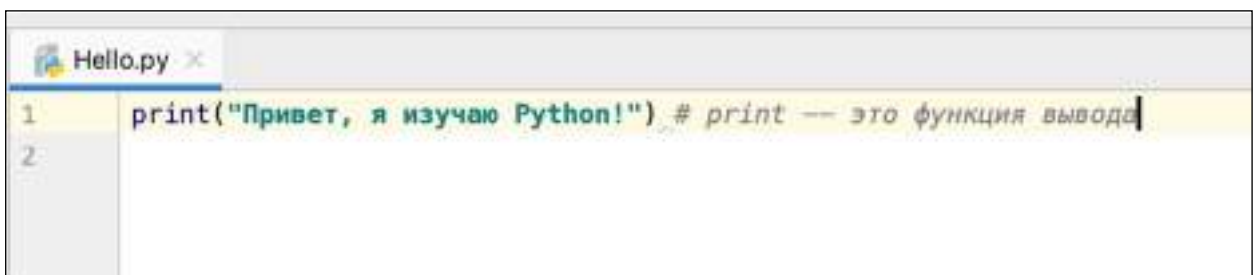 Hello.py
1 print("Привет, я изучаю Python!") # print -- это функция вывода
2